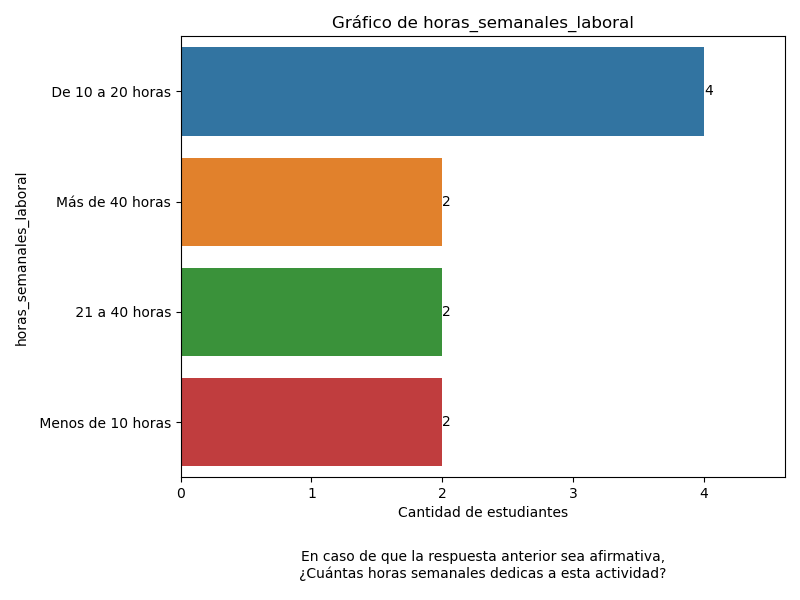 Gráfico de horas_semanales_laboral
horas_semanales_laboral
De 10 a 20 horas
4
Más de 40 horas
2
21 a 40 horas
2
Menos de 10 horas
2
0 1 2 3 4
Cantidad de estudiantes
En caso de que la respuesta anterior sea afirmativa,
¿Cuántas horas semanales dedicas a esta actividad?